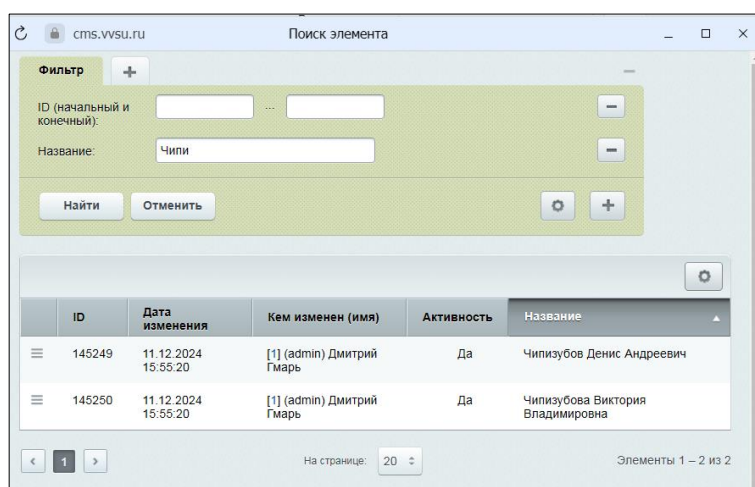 cms.vvsu.ru Поиск элемента
Фильтр
ID (начальный и
конечный):
...
Название:
Чипи
Найти Отменить
ID Дата
изменения Кем изменен (имя) Активность Название
145249 11.12.2024
15:55:20 [1] (admin) Дмитрий
Гмарь Да Чипизубов Денис Андреевич
145250 11.12.2024
15:55:20 [1] (admin) Дмитрий
Гмарь Да Чипизубова Виктория
Владимировна
1 На странице: 20 Элементы 1 – 2 из 2